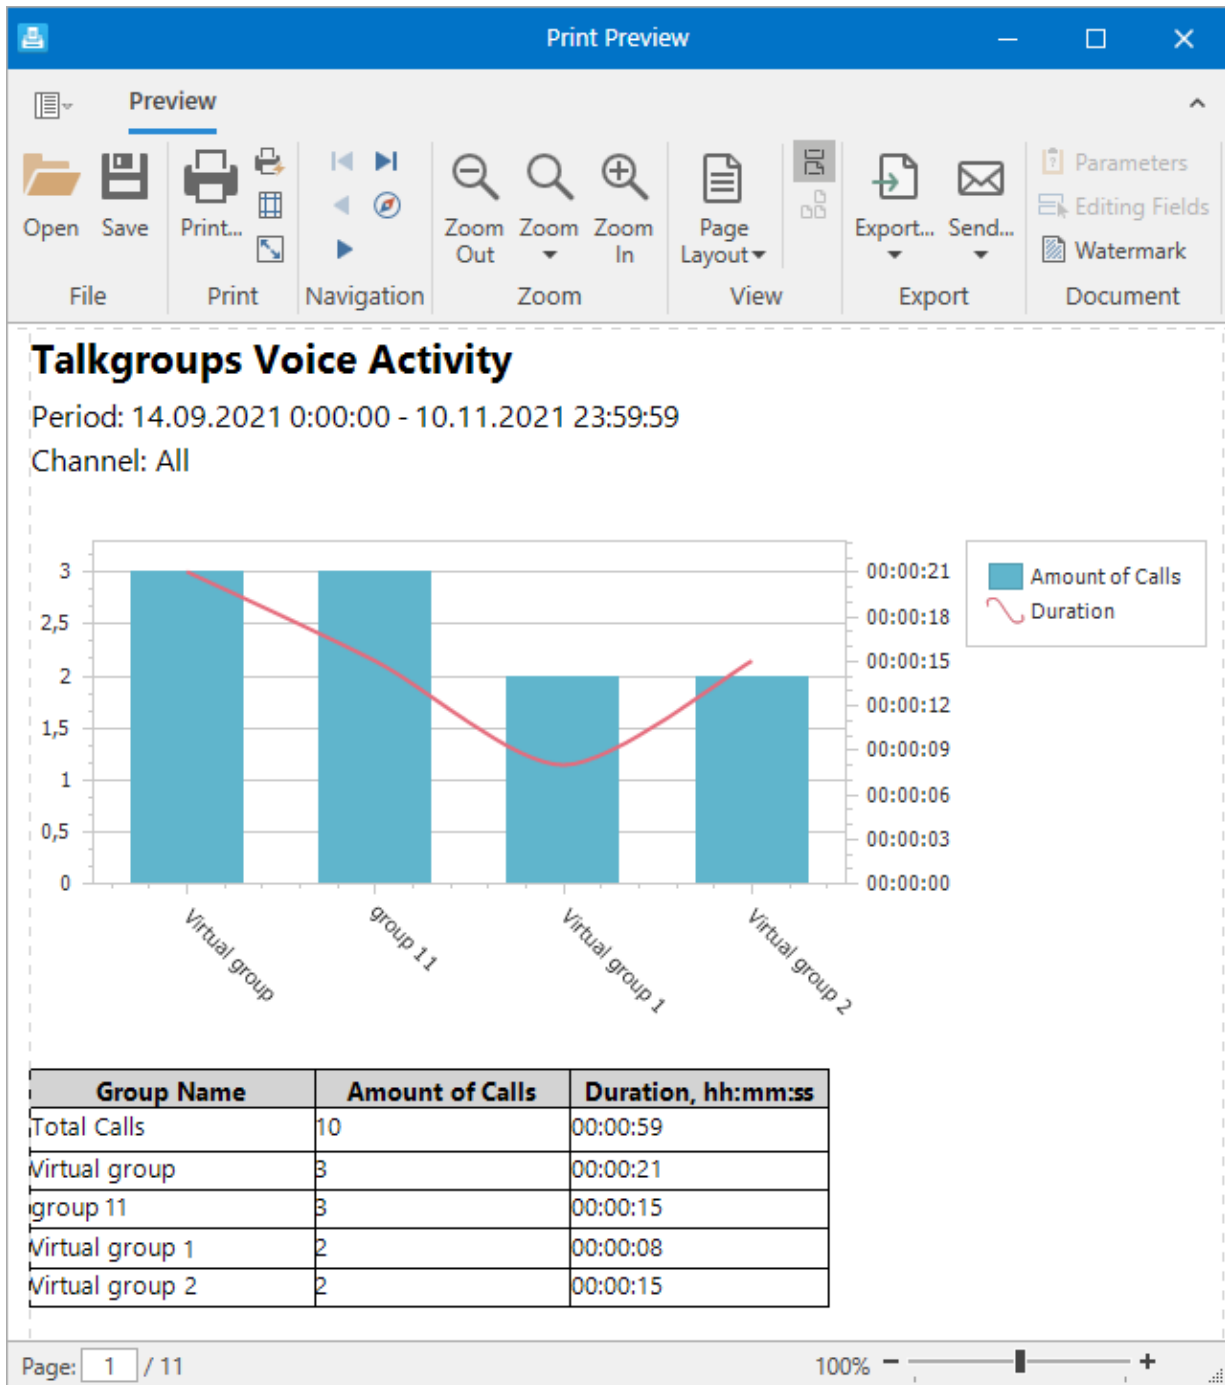 Print Preview
Preview
Open Save Print... Zoom Out Zoom Zoom In Page Layout Export... Send... Parameters
Editing Fields
Watermark
File Print Navigation Zoom View Export Document
Talkgroups Voice Activity
Period: 14.09.2021 0:00:00 - 10.11.2021 23:59:59
Channel: All
3
2,5
2
1,5
1
0,5
0
00:00:21
00:00:18
00:00:15
00:00:12
00:00:09
00:00:06
00:00:03
00:00:00
Amount of Calls
Duration
Virtual group
group 11
Virtual group 1
Virtual group 2
Group Name Amount of Calls Duration, hh:mm:ss
Total Calls 10 00:00:59
Virtual group 3 00:00:21
group 11 3 00:00:15
Virtual group 1 2 00:00:08
Virtual group 2 2 00:00:15
Page: 1 / 11 100% − +